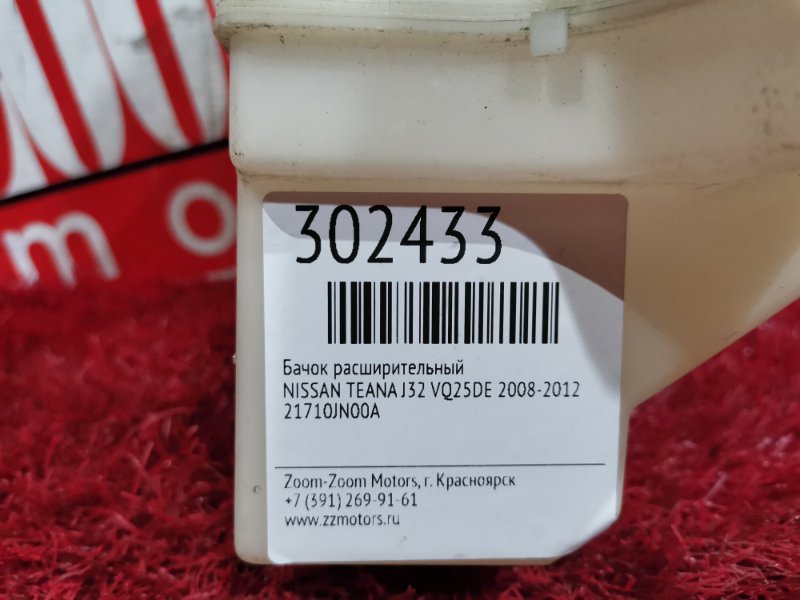 302433
Бачок расширительный
NISSAN TEANA J32 VQ25DE 2008-2012
21710JN00A
Zoom-Zoom Motors, г. Красноярск
+7 (391) 269-91-61
www.zzmotors.ru
mo